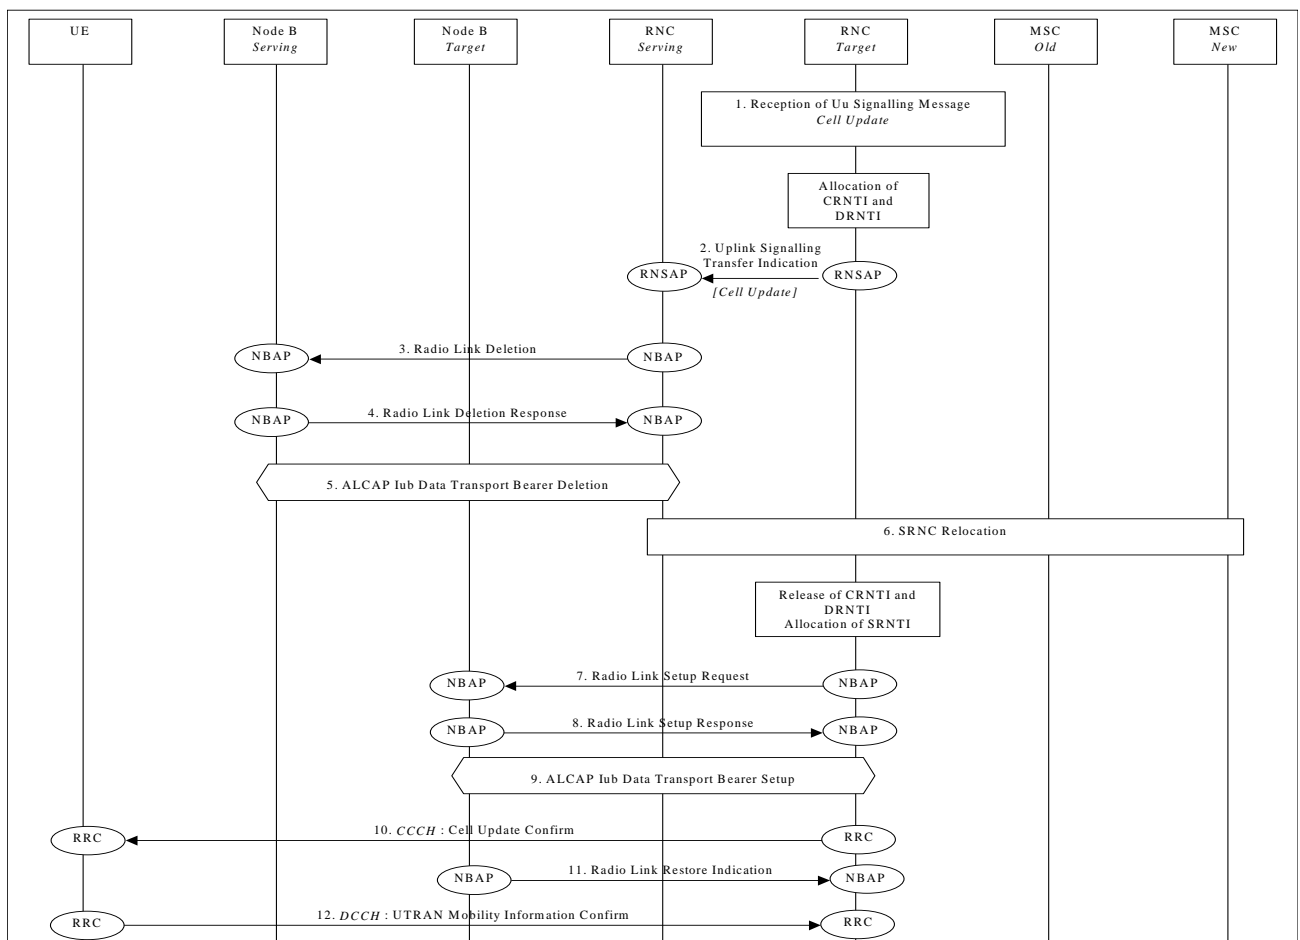 UE
Node B
Serving
Node B
Target
RNC
Serving
RNC
Target
MSC
Old
MSC
New
1. Reception of Uu Signalling Message
Cell Update
Allocation of
CRNTI and
DRNTI
2. Uplink Signalling
Transfer Indication
RNSAP
RNSAP
[Cell Update]
NBAP
3. Radio Link Deletion
NBAP
NBAP
4. Radio Link Deletion Response
NBAP
5. ALCAP Iub Data Transport Bearer Deletion
6. SRNC Relocation
Release of CRNTI and
DRNTI
Allocation of SRNTI
NBAP
7. Radio Link Setup Request
NBAP
NBAP
8. Radio Link Setup Response
NBAP
9. ALCAP Iub Data Transport Bearer Setup
RRC
10. CCCH : Cell Update Confirm
RRC
NBAP
11. Radio Link Restore Indication
NBAP
RRC
12. DCCH : UTRAN Mobility Information Confirm
RRC